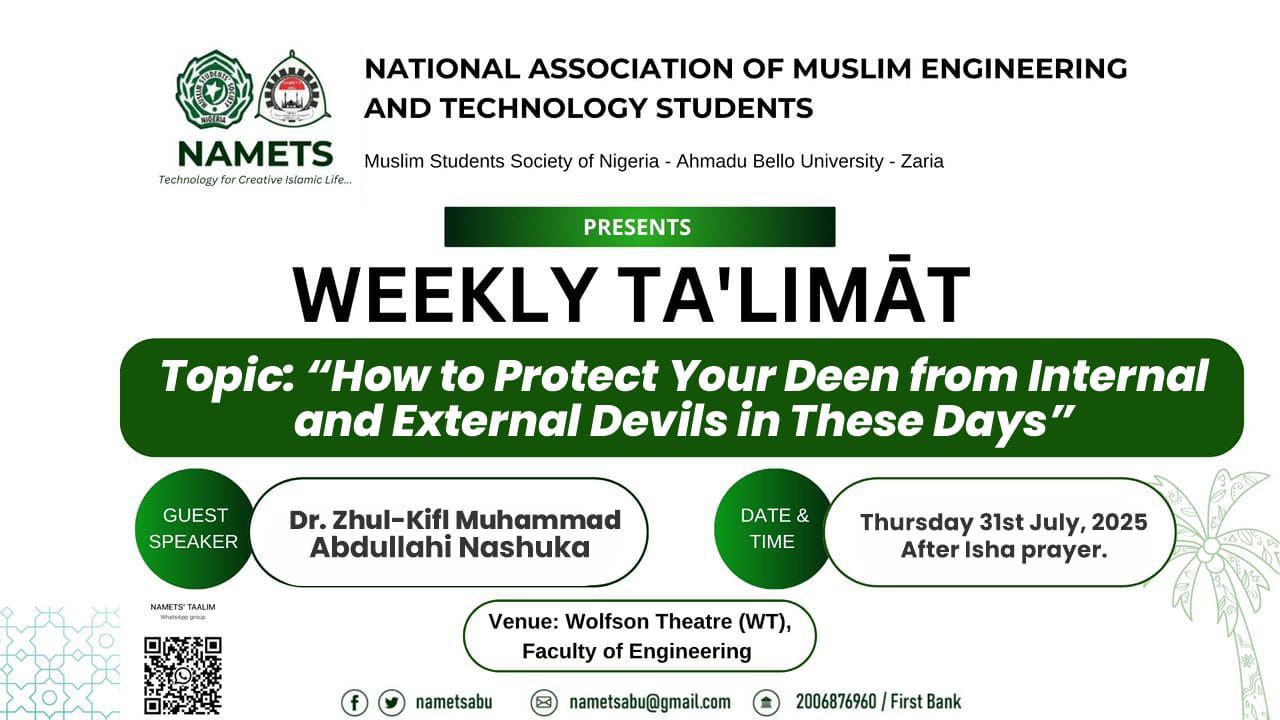 NATIONAL ASSOCIATION OF MUSLIM ENGINEERING
AND TECHNOLOGY STUDENTS
MUSLIM STUDENTS' SOCIETY
NIGERIA
NAMETS
Technology for Creative Islamic Life...
Muslim Students Society of Nigeria - Ahmadu Bello University - Zaria
PRESENTS
WEEKLY TA'LIMĀT
Topic: “How to Protect Your Deen from Internal
and External Devils in These Days”
GUEST
SPEAKER
Dr. Zhul-Kifl Muhammad
Abdullahi Nashuka
DATE &
TIME
Thursday 31st July, 2025
After Isha prayer.
NAMETS' TAALIM
WhatsApp group
Venue: Wolfson Theatre (WT),
Faculty of Engineering
nametsabu
nametsabu@gmail.com
2006876960 / First Bank